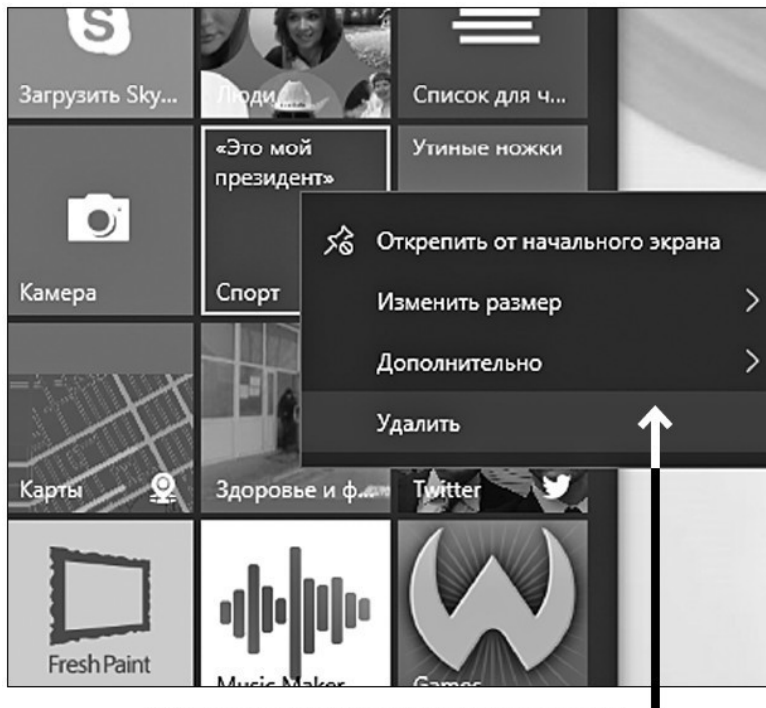 Загрузить Sky...
Люди
Список для ч...
Камера
«Это мой
президент»
Спорт
Утиные ножки
Открепить от начального экрана
Изменить размер
Дополнительно
Удалить
Карты
Здоровье и ф...
Twitter
Fresh Paint
Music Maker
Games